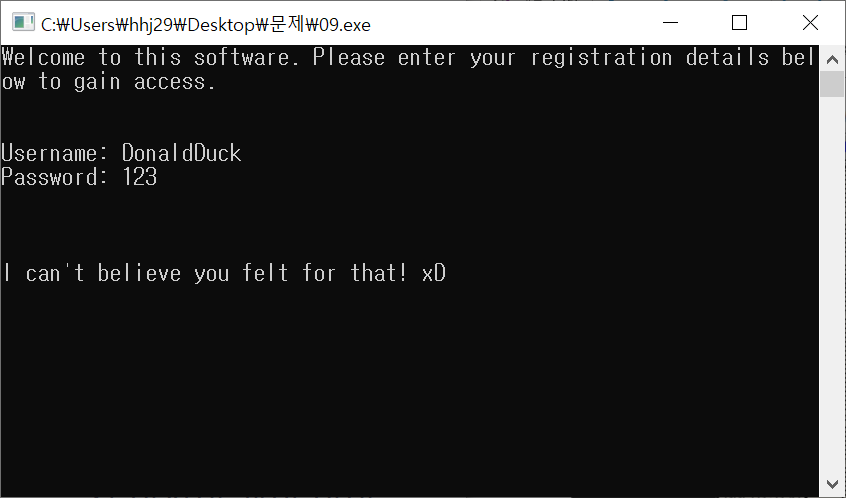 C:₩Users₩hhj29₩Desktop₩문제₩09.exe
Welcome to this software. Please enter your registration details bel
ow to gain access.
Username: DonaldDuck
Password: 123
I can't believe you felt for that! xD